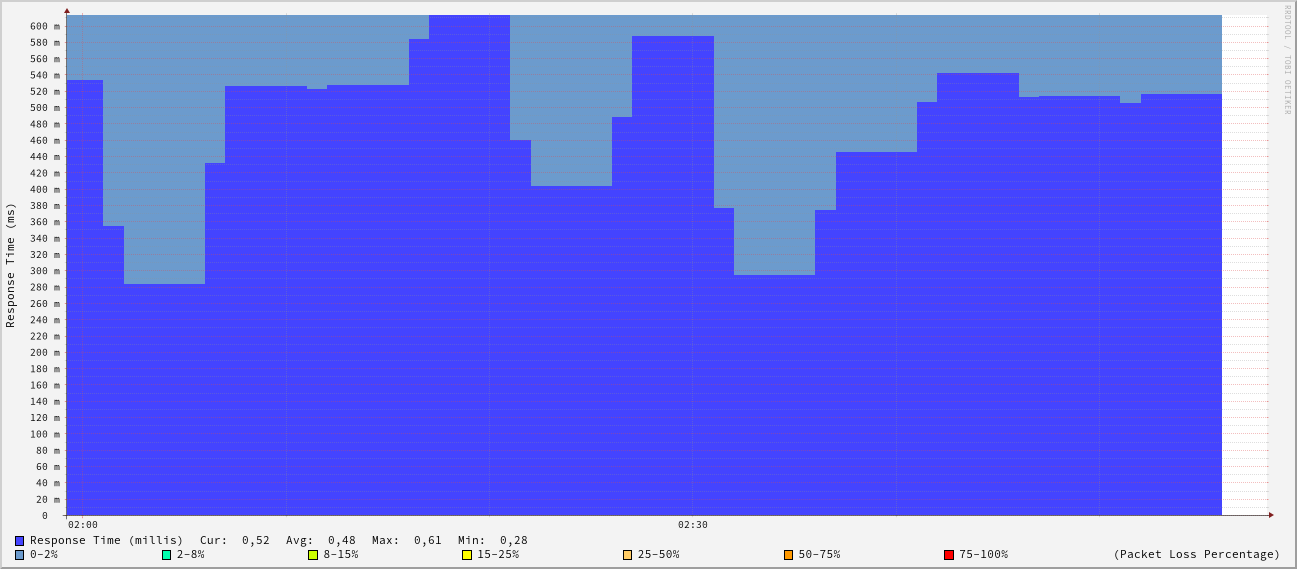 RRDTOOL / TOBI OETIKER
Response Time (ms)
600 m
580 m
560 m
540 m
520 m
500 m
480 m
460 m
440 m
420 m
400 m
380 m
360 m
340 m
320 m
300 m
280 m
260 m
240 m
220 m
200 m
180 m
160 m
140 m
120 m
100 m
80 m
60 m
40 m
20 m
0
02:00 02:30
Response Time (millis) Cur: 0,52 Avg: 0,48 Max: 0,61 Min: 0,28
0-2% 2-8% 8-15% 15-25% 25-50% 50-75% 75-100% (Packet Loss Percentage)